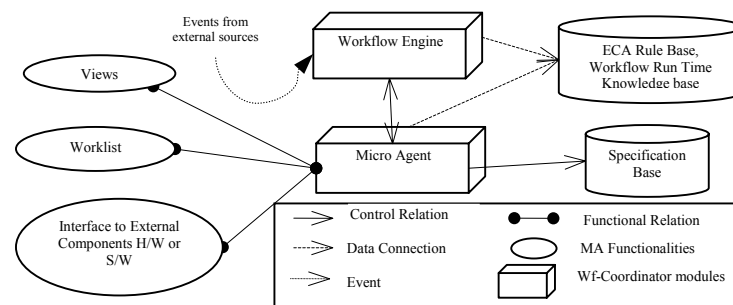 Events from
external sources
Workflow Engine
ECA Rule Base,
Workflow Run Time
Knowledge base
Views
Worklist
Micro Agent
Specification
Base
Interface to External
Components H/W or
S/W
Control Relation
Functional Relation
Data Connection
MA Functionalities
Event
Wf-Coordinator modules